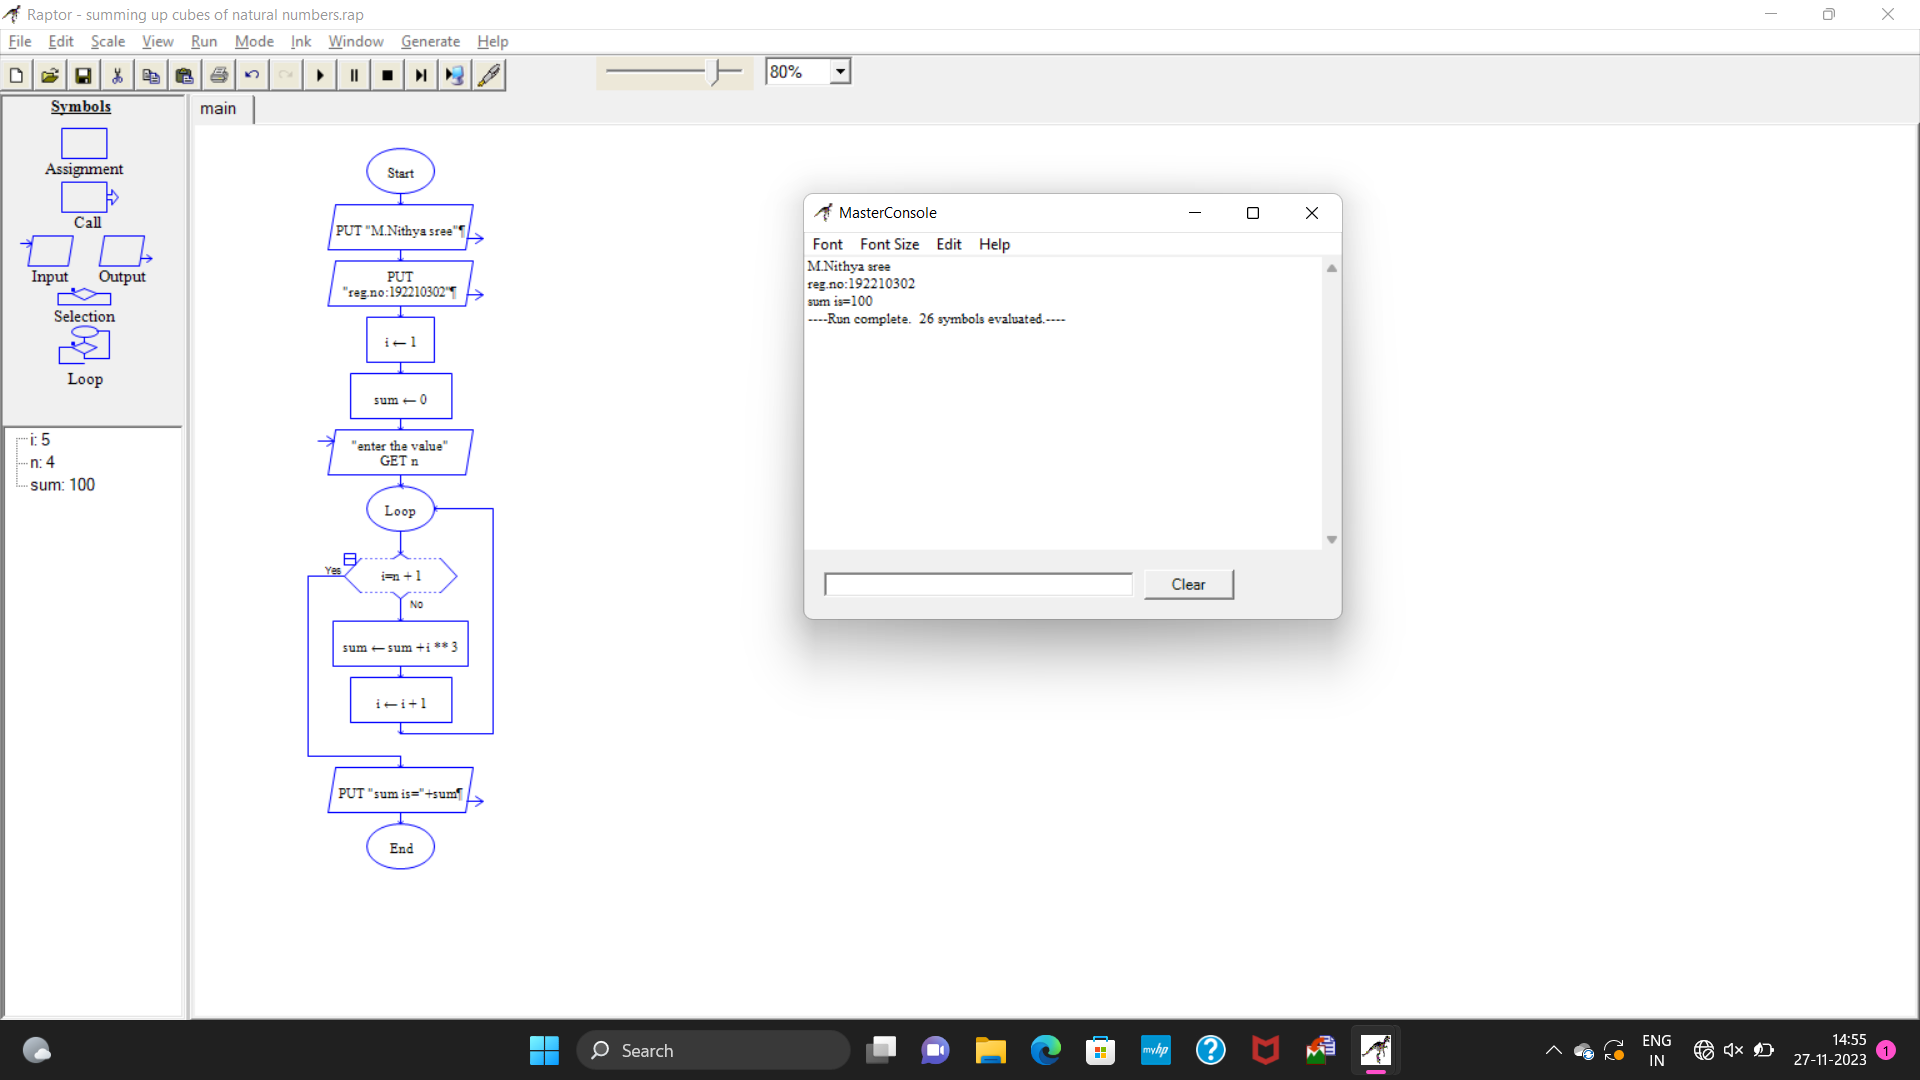 Raptor - summing up cubes of natural numbers.rap
File Edit Scale View Run Mode Ink Window Generate Help
80%
Symbols
Assignment
Call
Input Output
Selection
Loop
i: 5
n: 4
sum: 100
main
Start
PUT "M.Nithya sree"¶
PUT
"reg.no:192210302"¶
i ← 1
sum ← 0
"enter the value"
GET n
Loop
Yes
i=n + 1
No
sum ← sum +i ** 3
i ← i + 1
PUT "sum is="+sum¶
End
MasterConsole
Font Font Size Edit Help
M.Nithya sree
reg.no:192210302
sum is=100
----Run complete.  26 symbols evaluated.----
Clear
Search
myhp
?
ENG
IN
14:55
27-11-2023
1